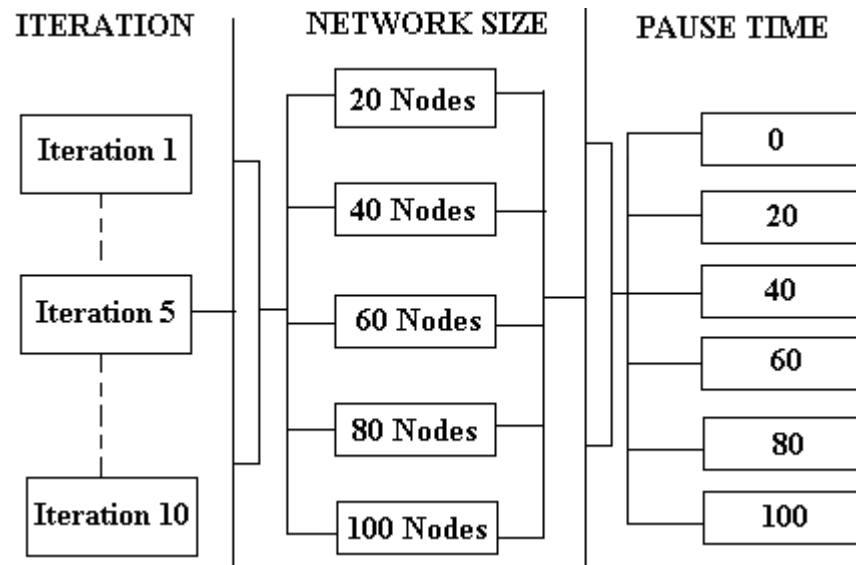 ITERATION
NETWORK SIZE
PAUSE TIME
Iteration 1
Iteration 5
Iteration 10
20 Nodes
40 Nodes
60 Nodes
80 Nodes
100 Nodes
0
20
40
60
80
100